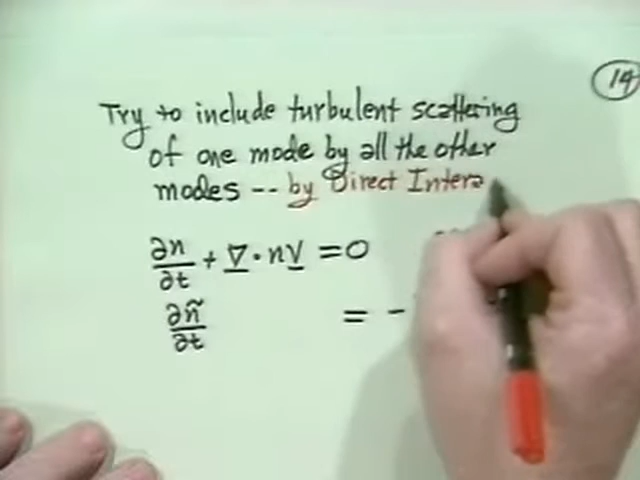 14
Try to include turbulent scattering
of one mode by all the other
modes -- by Direct Intera
∂n/∂t + ∇ · nV = 0
∂ñ/∂t = -